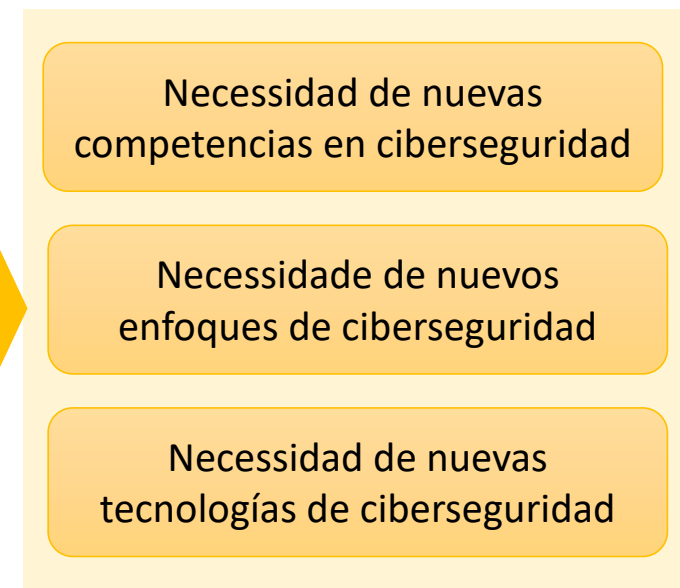 Necessidad de nuevas
competencias en ciberseguridad
Necessidade de nuevos
enfoques de ciberseguridad
Necessidad de nuevas
tecnologías de ciberseguridad